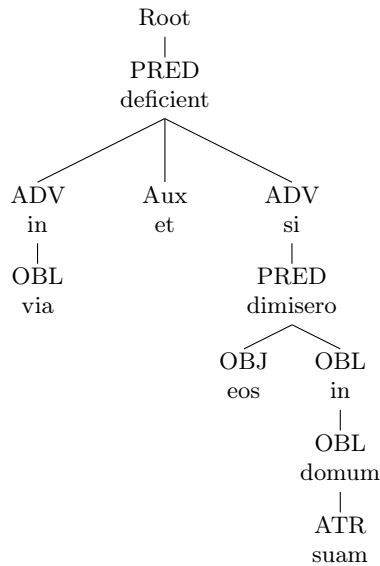 Root
PRED
deficient
ADV Aux ADV
in et si
OBL PRED
via dimisero
OBJ OBL
eos in
OBL
domum
ATR
suam